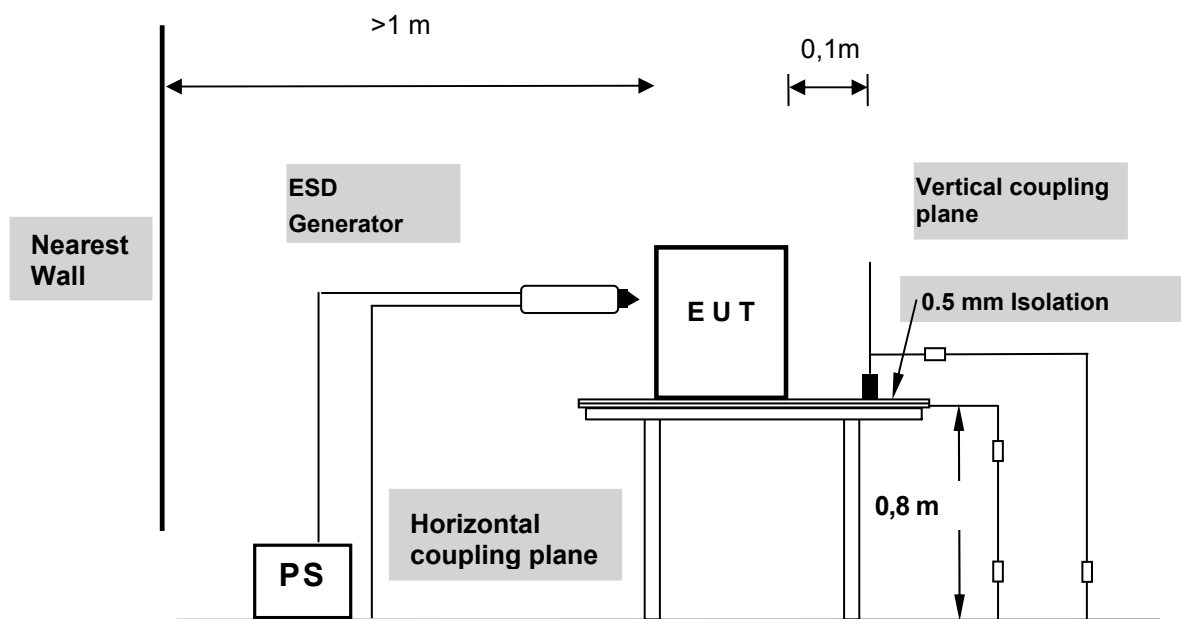 >1 m
0,1m
ESD
Generator
Vertical coupling
plane
Nearest
Wall
E U T
0.5 mm Isolation
0,8 m
Horizontal
coupling plane
PS